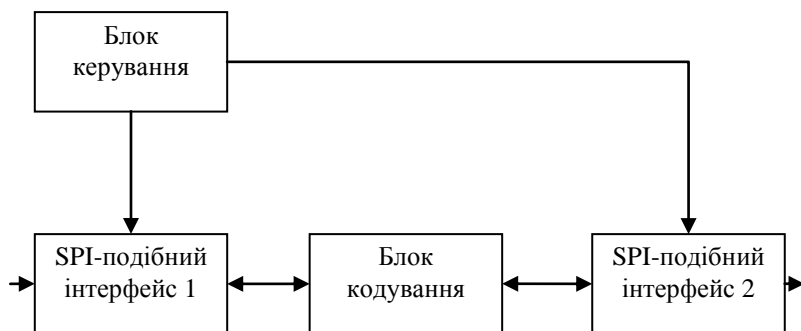 Блок
керування
SPI-подібний
інтерфейс 1
Блок
кодування
SPI-подібний
інтерфейс 2